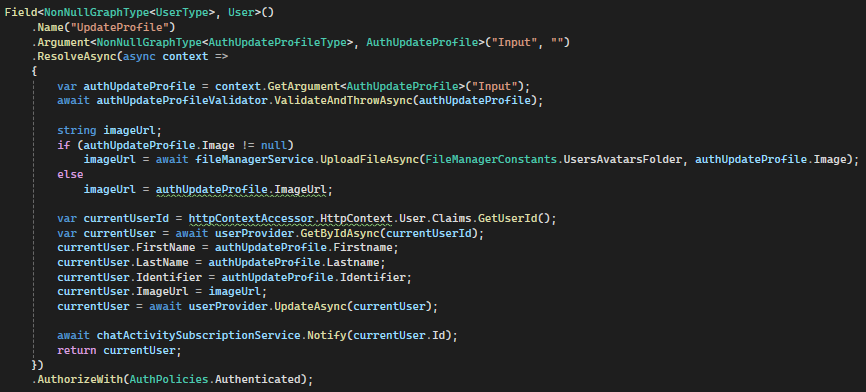 Field<NonNullGraphType<UserType>, User>()
.Name("UpdateProfile")
.Argument<NonNullGraphType<AuthUpdateProfileType>, AuthUpdateProfile>("Input", "")
.ResolveAsync(async context =>
{
var authUpdateProfile = context.GetArgument<AuthUpdateProfile>("Input");
await authUpdateProfileValidator.ValidateAndThrowAsync(authUpdateProfile);
string imageUrl;
if (authUpdateProfile.Image != null)
imageUrl = await fileManagerService.UploadFileAsync(FileManagerConstants.UsersAvatarsFolder, authUpdateProfile.Image);
else
imageUrl = authUpdateProfile.ImageUrl;
var currentUserId = httpContextAccessor.HttpContext.User.Claims.GetUserId();
var currentUser = await userProvider.GetByIdAsync(currentUserId);
currentUser.FirstName = authUpdateProfile.Firstname;
currentUser.LastName = authUpdateProfile.Lastname;
currentUser.Identifier = authUpdateProfile.Identifier;
currentUser.ImageUrl = imageUrl;
currentUser = await userProvider.UpdateAsync(currentUser);
await chatActivitySubscriptionService.Notify(currentUser.Id);
return currentUser;
})
.AuthorizeWith(AuthPolicies.Authenticated);